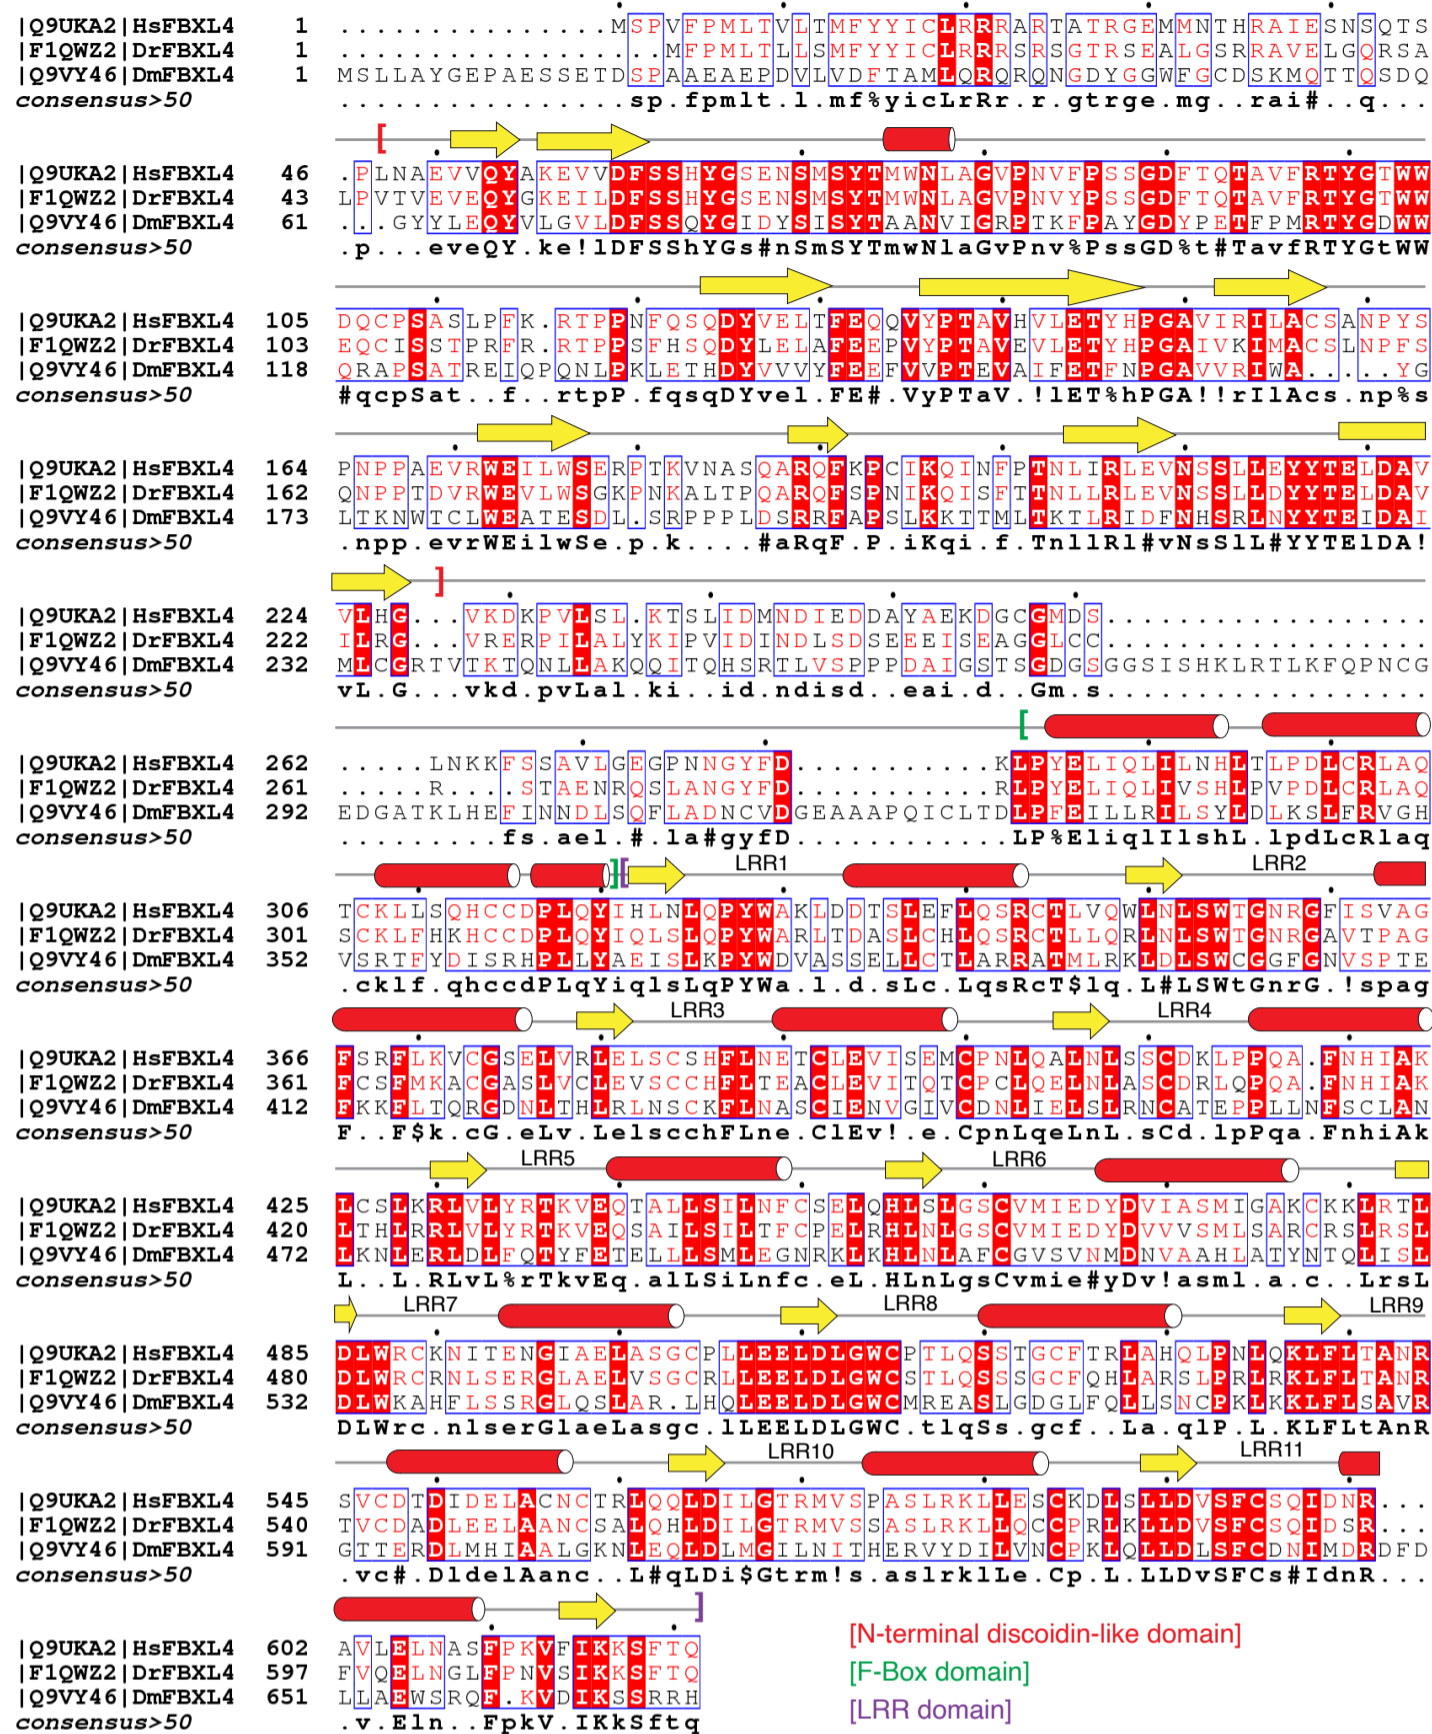 |Q9UKA2|HsFBXL4 1 ...............MSPVFPMLTVLTMFYYICLRRRARTATRGEMMNTHRAIESNSQTS
|F1QWZ2|DrFBXL4 1 ..................MFPMLTLLSMFYYICLRRRSRSGTRSEALGSRRAVELGQRSA
|Q9VY46|DmFBXL4 1 MSLLAYGEPAESSETDSPAAEAEPDVLVDFTAMLQRQRQNGDYGGWFGCDSKMQTTQSDQ
consensus>50 ................sp.fpmlt.l.mf%yicLrRr.r.gtrge.mg..rai#..q...
[
|Q9UKA2|HsFBXL4 46 .PLNAEVVQYAKEVVDFSSHYGSENSMSYTMWNLAGVPNVFPSSGDFTQTAVFRTYGTWW
|F1QWZ2|DrFBXL4 43 LPVTVEVEQYGKEILDFSSHYGSENSMSYTMWNLAGVPNVYPSSGDFTQTAVFRTYGTWW
|Q9VY46|DmFBXL4 61 ...GYYLEQYVLGVLDFSSQYGIDYSISYTAANVIGRPTKFPAYGDYPETFPMRTYGDWW
consensus>50 .p...eveQY.ke!lDFSShYGs#nSmSYTmwNlaGvPnv%PssGD%t#TavfRTYGtWW
|Q9UKA2|HsFBXL4 105 DQCPSASLPFK.RTPPNFQSQDYVELTFEQQVYPTAVHVLETYHPGAVIRILACSANPYS
|F1QWZ2|DrFBXL4 103 EQCISSTPRFR.RTPPSFHSQDYLELAFEEPVYPTAVEVLETYHPGAIVKIMACSLNPFS
|Q9VY46|DmFBXL4 118 QRAPSATREIQPQNLPKLETHDYVVVYFEEFVVPTEVAIFETFNPGAVVRIWA.....YG
consensus>50 #qcpSat..f..rtpP.fqsqDYvel.FE#.VyPTaV.!lET%hPGA!!rIlAcs.np%s
|Q9UKA2|HsFBXL4 164 PNPPAEVRWEILWSERPTKVNASQARQFKPCIKQINFPTNLIRLEVNSSLLEYYTELDAV
|F1QWZ2|DrFBXL4 162 QNPPTDVRWEVLWSGKPNKALTPQARQFSPNIKQISFTTNLLRLEVNSSLLDYYTELDAV
|Q9VY46|DmFBXL4 173 LTKNWTCLWEATESDL.SRPPPLDSRRFAPSLKKTTMLTKTLRIDFNHSRLNYYTEIDAI
consensus>50 .npp.evrWEilwSe.p.k....#aRqF.P.iKqi.f.TnllRl#vNsSlL#YYTElDA!
]
|Q9UKA2|HsFBXL4 224 VLHG...VKDKPVLSL.KTSLIDMNDIEDDAYAEKDGCGMDS..................
|F1QWZ2|DrFBXL4 222 ILRG...VRERPILALYKIPVIDINDLSDSEEEISEAGGLCC..................
|Q9VY46|DmFBXL4 232 MLCGRTVTKTQNLLAKQQITQHSRTLVSPPPDAIGSTSGDGSGGSISHKLRTLKFQPNCG
consensus>50 vL.G...vkd.pvLal.ki..id.ndisd..eai.d..Gm.s..................
[
|Q9UKA2|HsFBXL4 262 .....LNKKFSSAVLGEGPNNGYFD...........KLPYELIQLILNHLTLPDLCRLAQ
|F1QWZ2|DrFBXL4 261 .....R...STAENRQSLANGYFD............RLPYELIQLIVSHLPVPDLCRLAQ
|Q9VY46|DmFBXL4 292 EDGATKLHEFINNDLSQFLADNCVDGEAAAPQICLTDLPFEILLRILSYLDLKSLFRVGH
consensus>50 .........fs.ael.#.la#gyfD............LP%EliqlIlshL.lpdLcRlaq
][ LRR1 LRR2
|Q9UKA2|HsFBXL4 306 TCKLLSQHCCDPLQYIHLNLQPYWAKLDDTSLEFLQSRCTLVQWLNLSWTGNRGFISVAG
|F1QWZ2|DrFBXL4 301 SCKLFHKHCCDPLQYIQLSLQPYWARLTDASLCHLQSRCTLLQRLNLSWTGNRGAVTPAG
|Q9VY46|DmFBXL4 352 VSRTFYDISRHPLLYAEISLKPYWDVASSELLCTLARRATMLRKLDLSWCGGFGNVSPTE
consensus>50 .cklf.qhccdPLqYiqlsLqPYWa.l.d.sLc.LqsRcT$lq.L#LSWtGnrG.!spag
LRR3 LRR4
|Q9UKA2|HsFBXL4 366 FSRFLKVCGSELVRLELSCSHFLNETCLEVISEMCPNLQALNLSSCDKLPPQA.FNHIAK
|F1QWZ2|DrFBXL4 361 FCSFMKACGASLVCLEVSCCHFLTEACLEVITQTCPCLQELNLASCDRLQPQA.FNHIAK
|Q9VY46|DmFBXL4 412 FKKFLTQRGDNLTHLRLNSCKFLNASCIENVGIVCDNLIELSLRNCATEPPLLNFSCLAN
consensus>50 F..F$k.cG.eLv.LelscchFLne.ClEv!.e.CpnLqeLnL.sCd.lpPqa.FnhiAk
LRR5 LRR6
|Q9UKA2|HsFBXL4 425 LCSLKRLVLYRTKVEQTALLSILNFCSELQHLSLGSCVMIEDYDVIASMIGAKCKKLRTL
|F1QWZ2|DrFBXL4 420 LTHLRRLVLYRTKVEQSAILSILTFCPELRHLNLGSCVMIEDYDVVVSMLSARCRSLRSL
|Q9VY46|DmFBXL4 472 LKNLERLDLFQTYFETELLLSMLEGNRKLKHLNLAFCGVSVNMDNVAAHLATYNTQLISL
consensus>50 L..L.RLvL%rTkvEq.alLSiLnfc.eL.HLnLgsCvmie#yDv!asml.a.c..LrsL
LRR7 LRR8 LRR9
|Q9UKA2|HsFBXL4 485 DLWRCKNITENGIAELASGCPLLEELDLGWCPTLQSSTGCFTRLAHQLPNLQKLFLTANR
|F1QWZ2|DrFBXL4 480 DLWRCRNLSERGLAELVSGCRLLEELDLGWCSTLQSSSGCFQHLARSLPRLRKLFLTANR
|Q9VY46|DmFBXL4 532 DLWKAHFLSSRGLQSLAR.LHQLEELDLGWCMREASLGDGLFQLLSNCPKLKKLFLSAVR
consensus>50 DLWrc.nlserGlaeLasgc.lLEELDLGWC.tlqSs.gcf..La.qlP.L.KLFLtAnR
LRR10 LRR11
|Q9UKA2|HsFBXL4 545 SVCDTDIDELACNCTRLQQLDILGTRMVSPASLRKLLESCKDLSLLDVSFCSQIDNR...
|F1QWZ2|DrFBXL4 540 TVCDADLEELAANCSALQHLDILGTRMVSSASLRKLLQCCPRLKLLDVSFCSQIDSR...
|Q9VY46|DmFBXL4 591 GTTERDLMHIAALGKNLEQLDLMGILNITHERVYDILVNCPKLQLLDLSFCDNIMDRDFD
consensus>50 .vc#.DldelAanc..L#qLDi$Gtrm!s.aslrklLe.Cp.L.LLDvSFCs#IdnR...
]
|Q9UKA2|HsFBXL4 602 AVLELNASFPKVFIKKSFTQ
|F1QWZ2|DrFBXL4 597 FVQELNGLFPNVSIKKSFTQ
|Q9VY46|DmFBXL4 651 LLAEWSRQF.KVDIKSSRRH
consensus>50 .v.Eln..FpkV.IKkSftq
[N-terminal discoidin-like domain]
[F-Box domain]
[LRR domain]